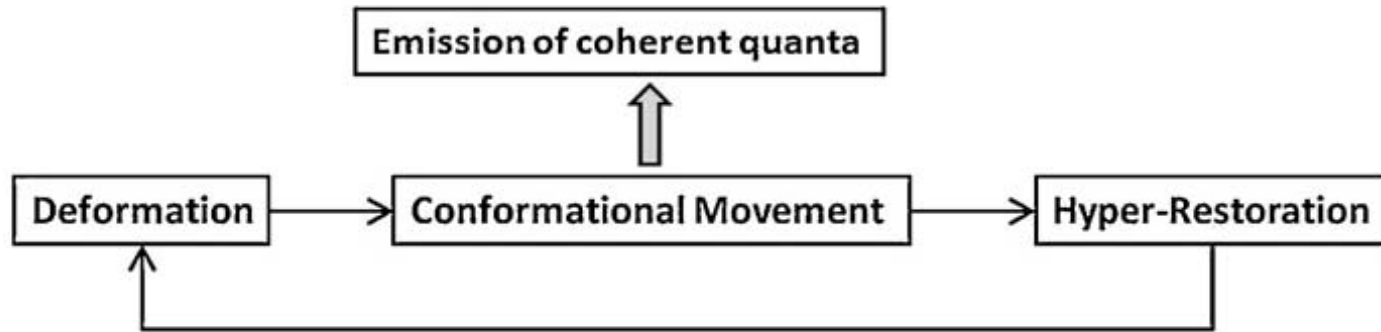 Emission of coherent quanta
Deformation
Conformational Movement
Hyper-Restoration